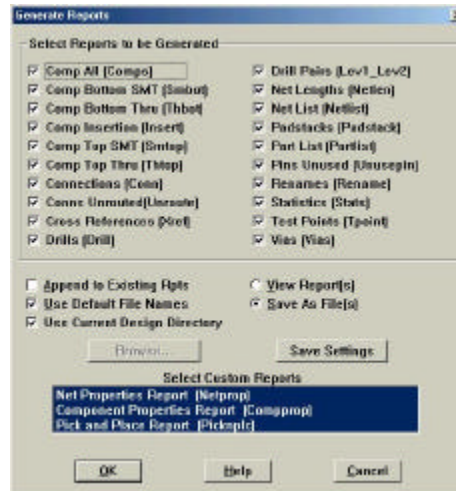 Generate Reports
Select Reports to be Generated
Comp All (Comps)
Comp Bottom SMT (Smbot)
Comp Bottom Thru (Thbot)
Comp Insertion (Insert)
Comp Top SMT (Smtop)
Comp Top Thru (Thtop)
Connections (Conn)
Conns Unrouted(Unroute)
Cross References (Xref)
Drills (Drill)
Drill Pairs (Lev1_Lev2)
Net Lengths (Netlen)
Net List (Netlist)
Padstacks (Padstack)
Part List (Partlist)
Pins Unused (Unusepin)
Renames (Rename)
Statistics (Stats)
Test Points (Tpoint)
Vias (Vias)
Append to Existing Rpts
Use Default File Names
Use Current Design Directory
View Report(s)
Save As File(s)
Browse...
Save Settings
Select Custom Reports
Net Properties Report (Netprop)
Component Properties Report (Compprop)
Pick and Place Report (Picknplc)
OK
Help
Cancel